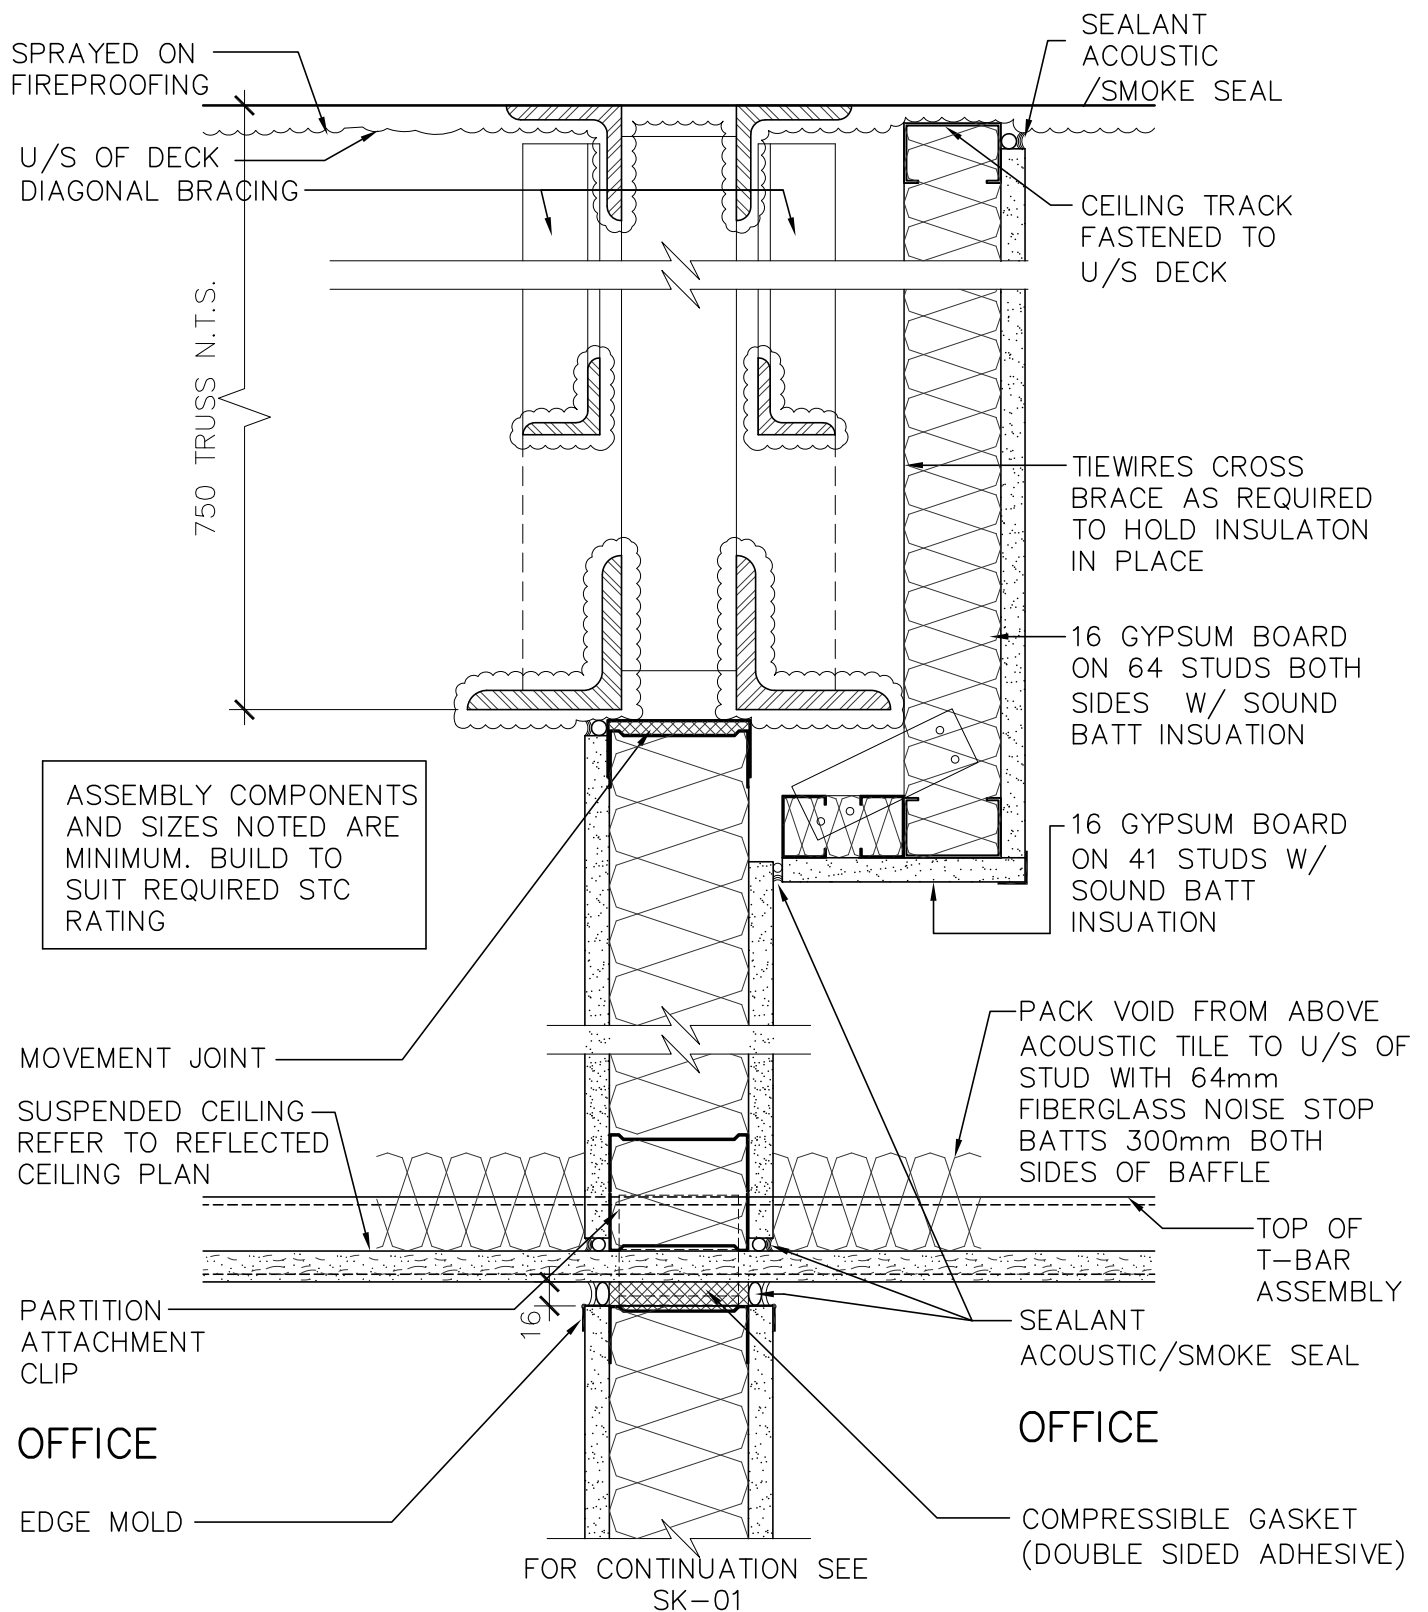 SPRAYED ON
FIREPROOFING
U/S OF DECK
DIAGONAL BRACING
750 TRUSS N.T.S.
SEALANT
ACOUSTIC
/SMOKE SEAL
CEILING TRACK
FASTENED TO
U/S DECK
TIEWIRES CROSS
BRACE AS REQUIRED
TO HOLD INSULATON
IN PLACE
16 GYPSUM BOARD
ON 64 STUDS BOTH
SIDES W/ SOUND
BATT INSUATION
ASSEMBLY COMPONENTS
AND SIZES NOTED ARE
MINIMUM. BUILD TO
SUIT REQUIRED STC
RATING
16 GYPSUM BOARD
ON 41 STUDS W/
SOUND BATT
INSUATION
MOVEMENT JOINT
SUSPENDED CEILING
REFER TO REFLECTED
CEILING PLAN
PACK VOID FROM ABOVE
ACOUSTIC TILE TO U/S OF
STUD WITH 64mm
FIBERGLASS NOISE STOP
BATTS 300mm BOTH
SIDES OF BAFFLE
TOP OF
T-BAR
ASSEMBLY
PARTITION
ATTACHMENT
CLIP
16
SEALANT
ACOUSTIC/SMOKE SEAL
OFFICE
OFFICE
EDGE MOLD
COMPRESSIBLE GASKET
(DOUBLE SIDED ADHESIVE)
FOR CONTINUATION SEE
SK-01